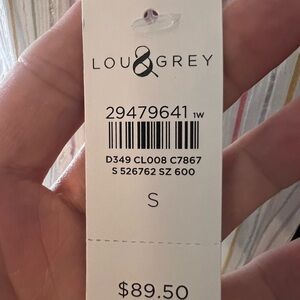 LOU & GREY
29479641 1W
D349 CL008 C7867
S 526762 SZ 600
S
$89.50